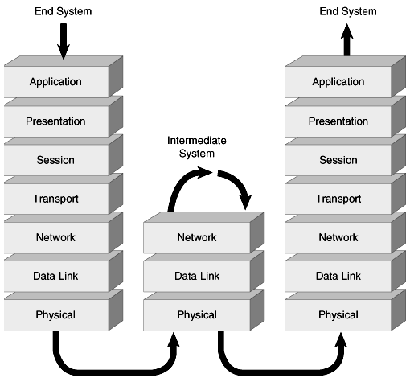 End System
End System
Application
Presentation
Session
Transport
Network
Data Link
Physical
Intermediate
System
Network
Data Link
Physical
Application
Presentation
Session
Transport
Network
Data Link
Physical